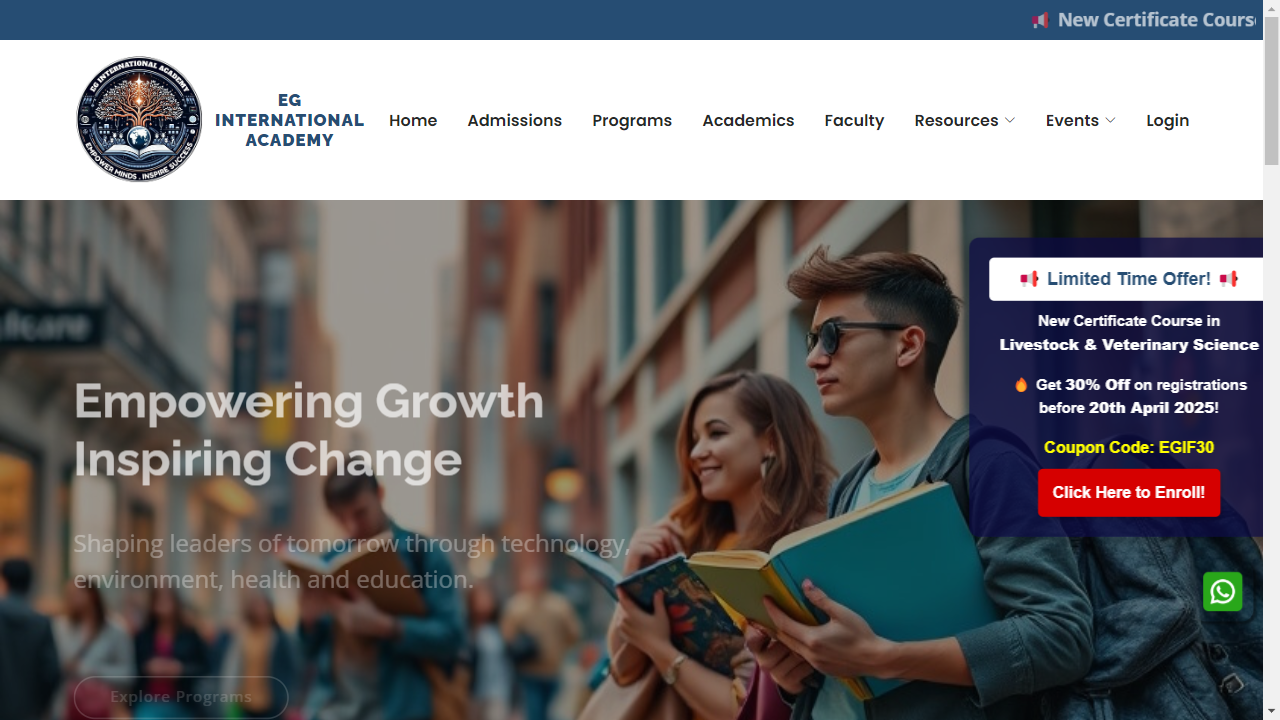 New Certificate Cours
EG INTERNATIONAL ACADEMY
EMPOWER MINDS . INSPIRE SUCCESS
EG
INTERNATIONAL
ACADEMY
Home
Admissions
Programs
Academics
Faculty
Resources
Events
Login
Empowering Growth
Inspiring Change
Shaping leaders of tomorrow through technology,
environment, health and education.
Explore Programs
Limited Time Offer!
New Certificate Course in
Livestock & Veterinary Science
Get 30% Off on registrations
before 20th April 2025!
Coupon Code: EGIF30
Click Here to Enroll!